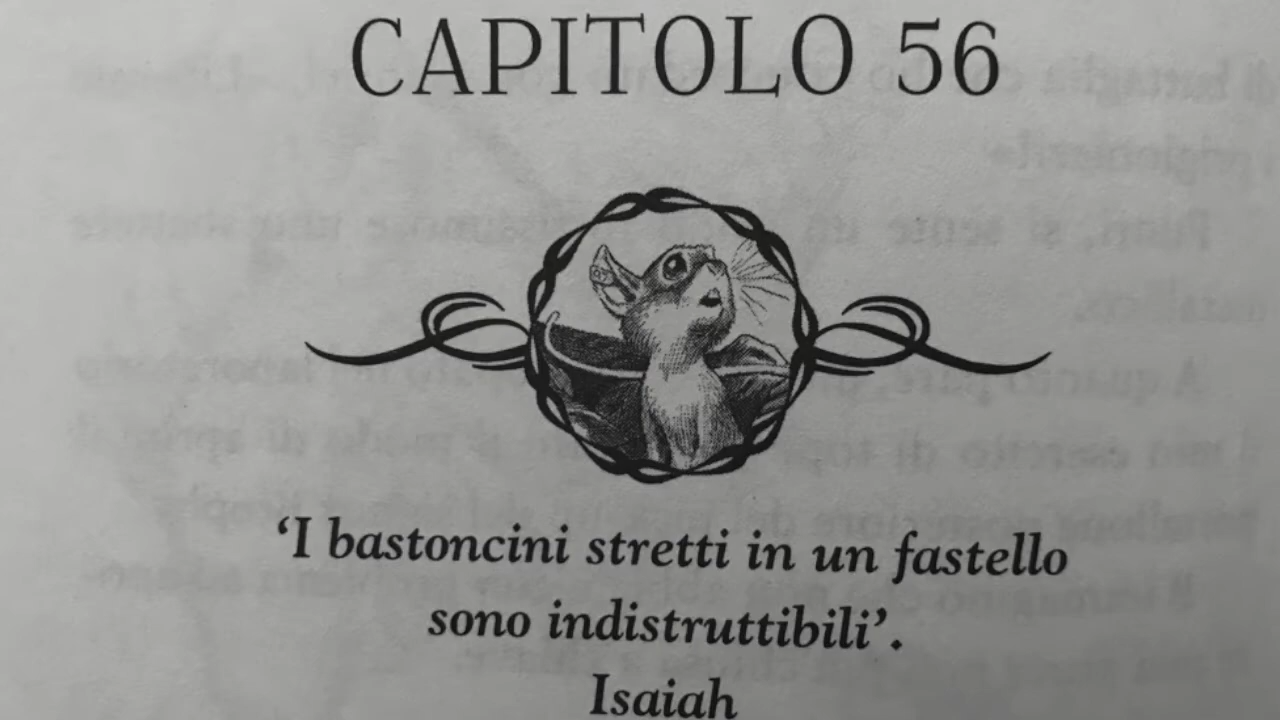 CAPITOLO 56
‘I bastoncini stretti in un fastello
sono indistruttibili’.
Isaiah